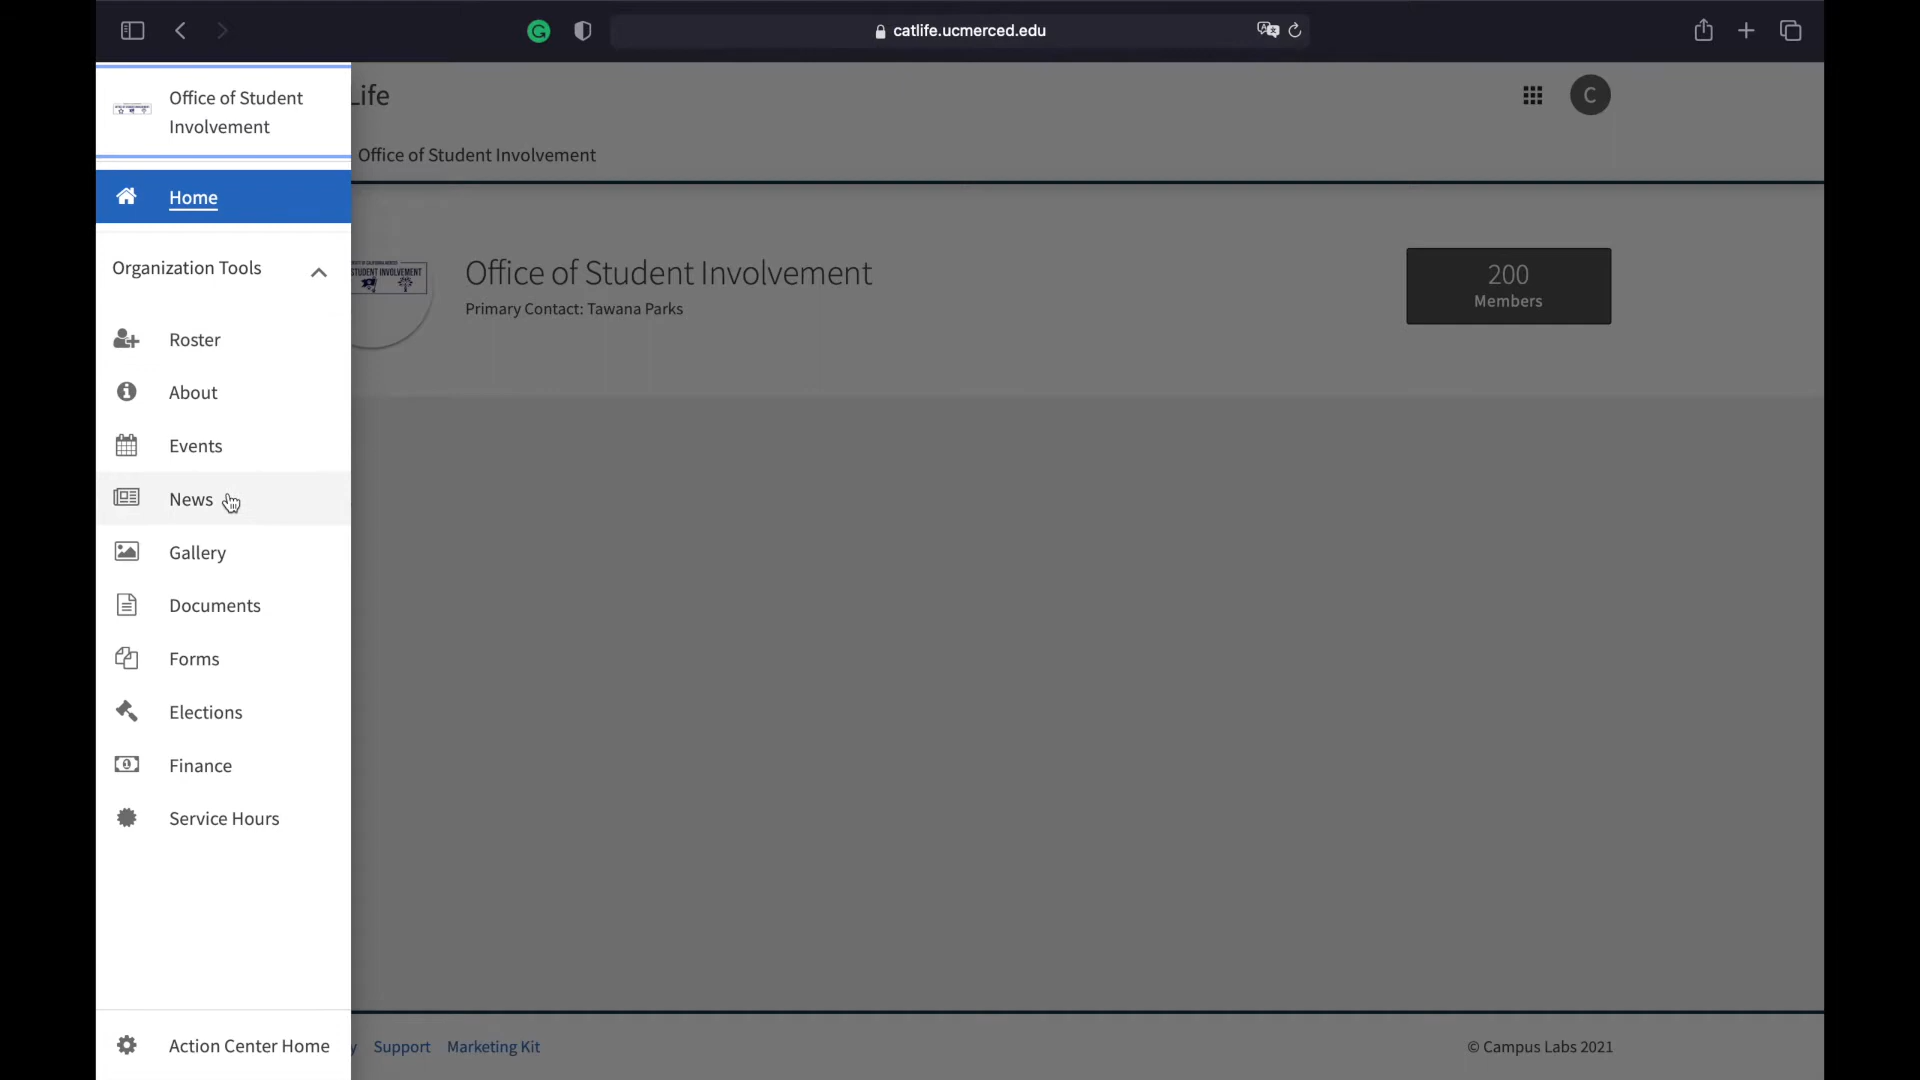 catlife.ucmerced.edu
Office of Student
Involvement
Life
C
Office of Student Involvement
Home
Organization Tools
STUDENT INVOLVEMENT
Office of Student Involvement
Primary Contact: Tawana Parks
200
Members
Roster
About
Events
News
Gallery
Documents
Forms
Elections
Finance
Service Hours
Action Center Home
y Support Marketing Kit
© Campus Labs 2021